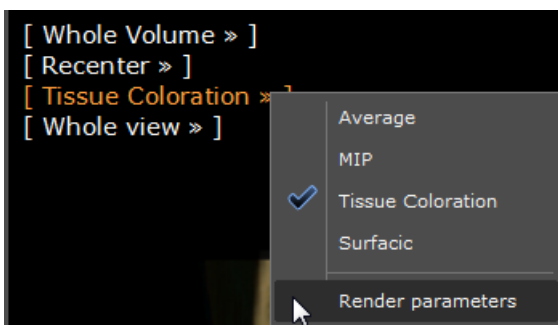 [ Whole Volume » ]
[ Recenter » ]
[ Tissue Coloration » ]
[ Whole view » ]
Average
MIP
Tissue Coloration
Surfacic
Render parameters